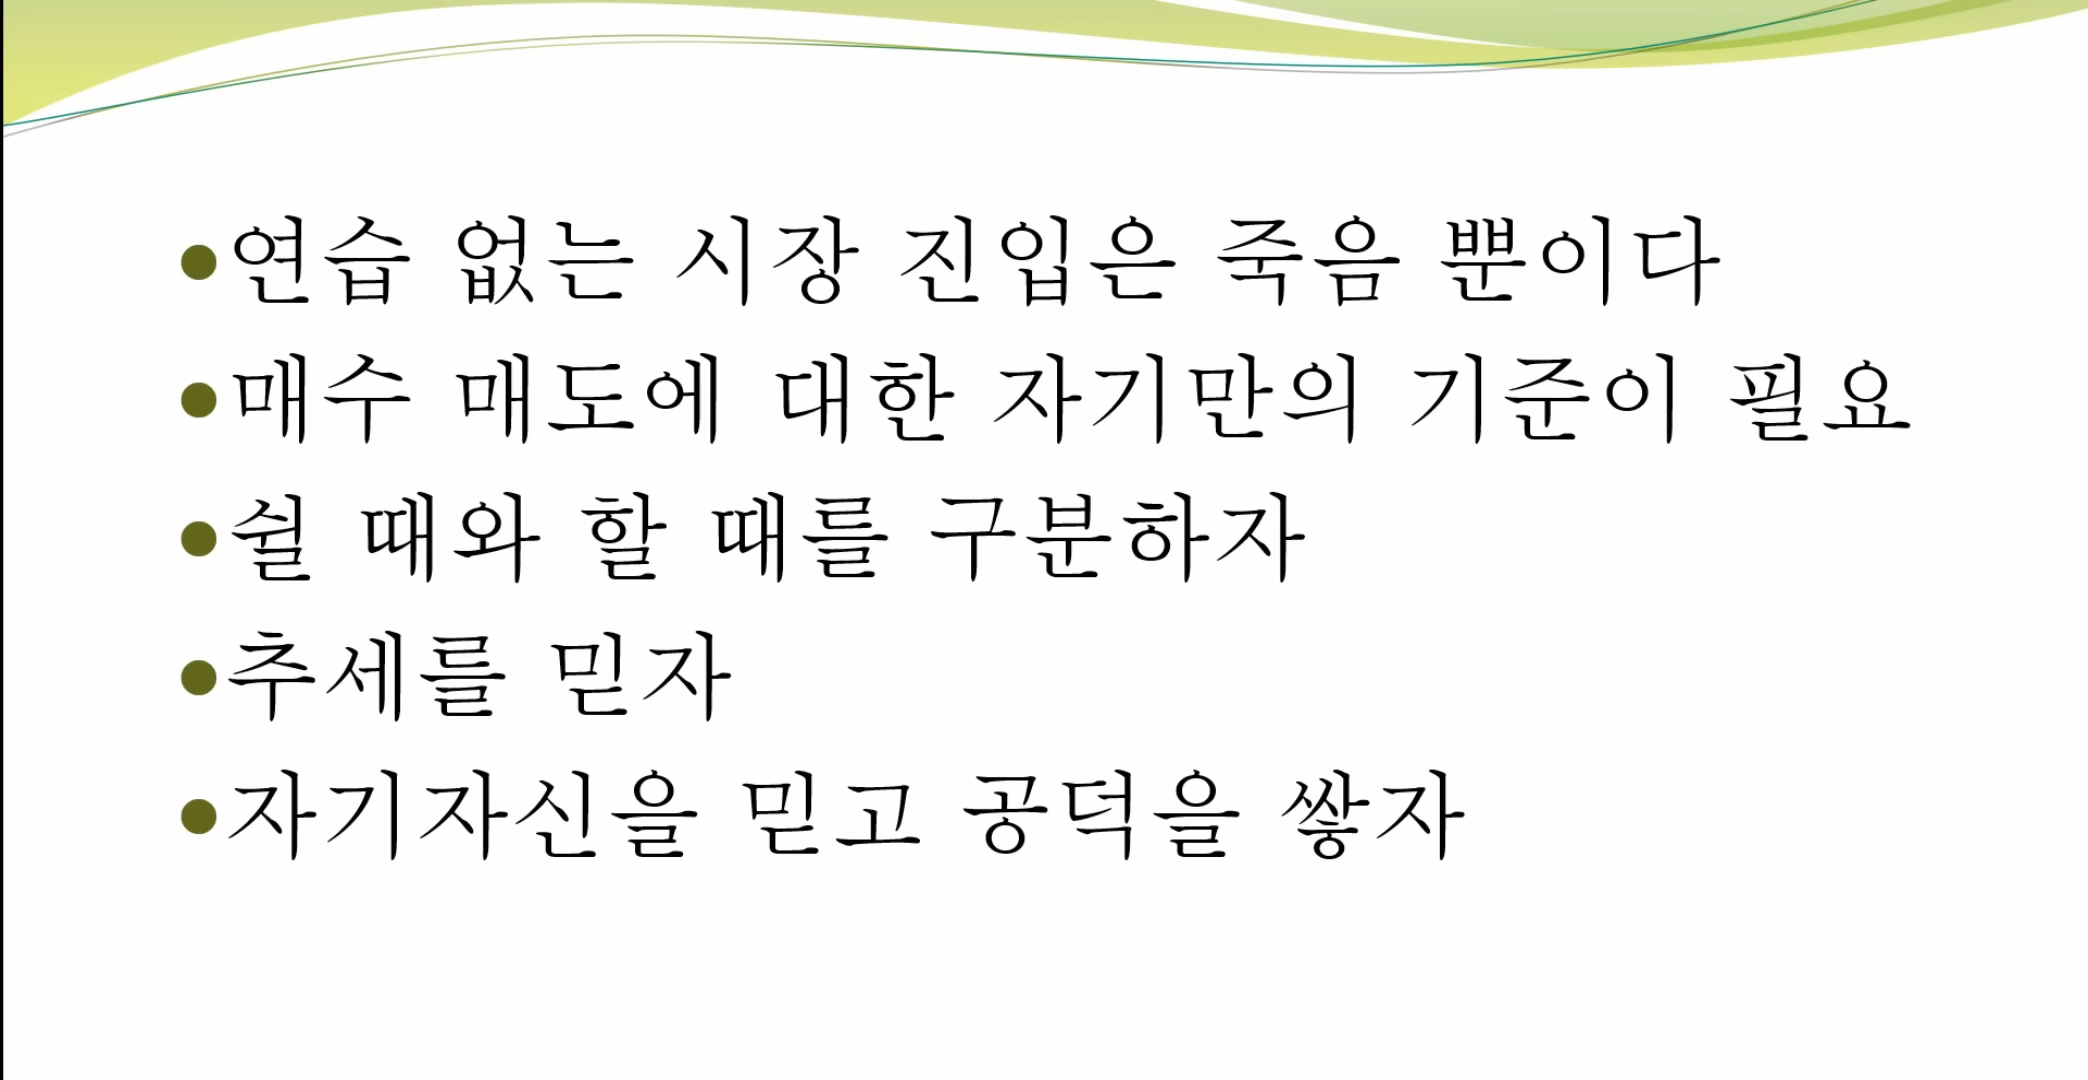 •연습 없는 시장 진입은 죽음 뿐이다
•매수 매도에 대한 자기만의 기준이 필요
•쉴 때와 할 때를 구분하자
•추세를 믿자
•자기자신을 믿고 공덕을 쌓자